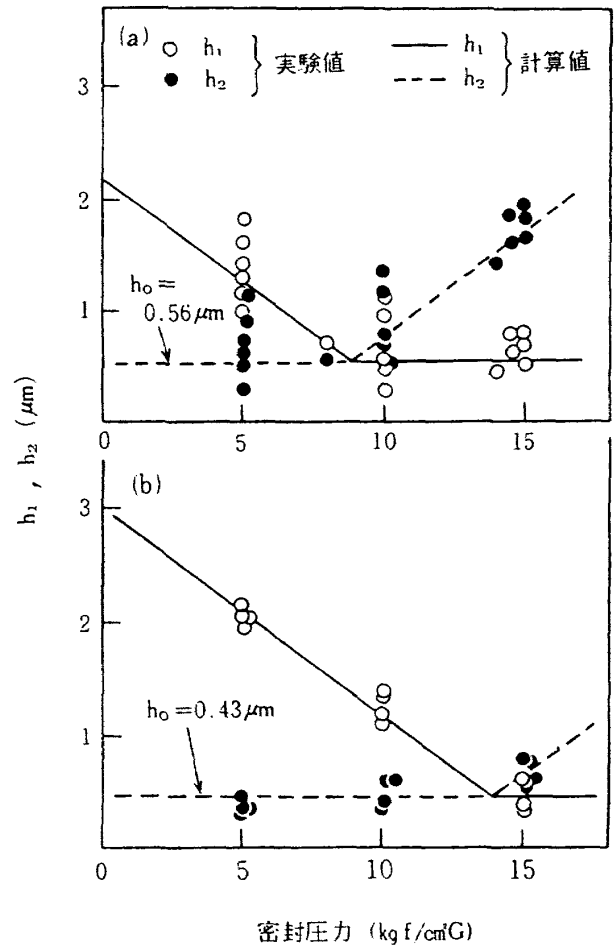 (a)
○ h₁ } 実験値
● h₂
— h₁ } 計算値
--- h₂
3
2
h₀=
0.56μm
1
0 5 10 15
h₁ , h₂ (μm)
(b)
3
2
h₀=0.43μm
1
0 5 10 15
密封圧力 (kgf/cm²G)